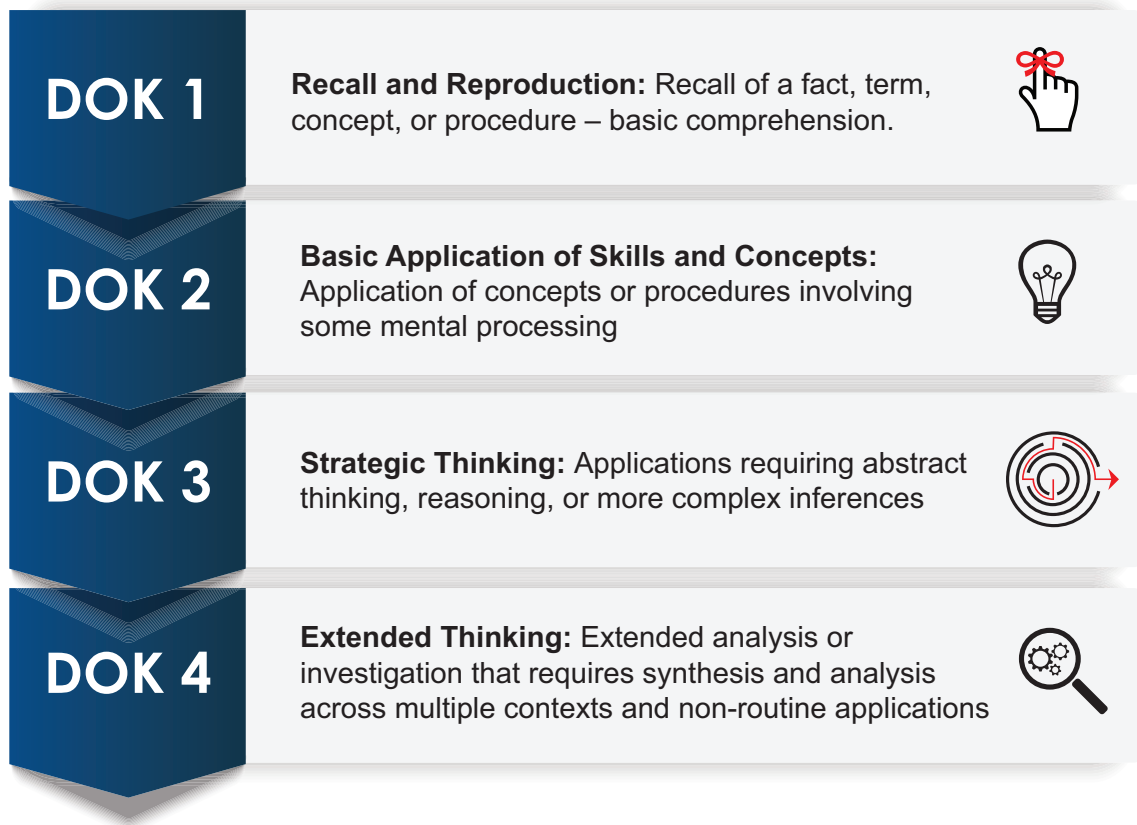 DOK 1
Recall and Reproduction: Recall of a fact, term,
concept, or procedure – basic comprehension.
DOK 2
Basic Application of Skills and Concepts:
Application of concepts or procedures involving
some mental processing
DOK 3
Strategic Thinking: Applications requiring abstract
thinking, reasoning, or more complex inferences
DOK 4
Extended Thinking: Extended analysis or
investigation that requires synthesis and analysis
across multiple contexts and non-routine applications